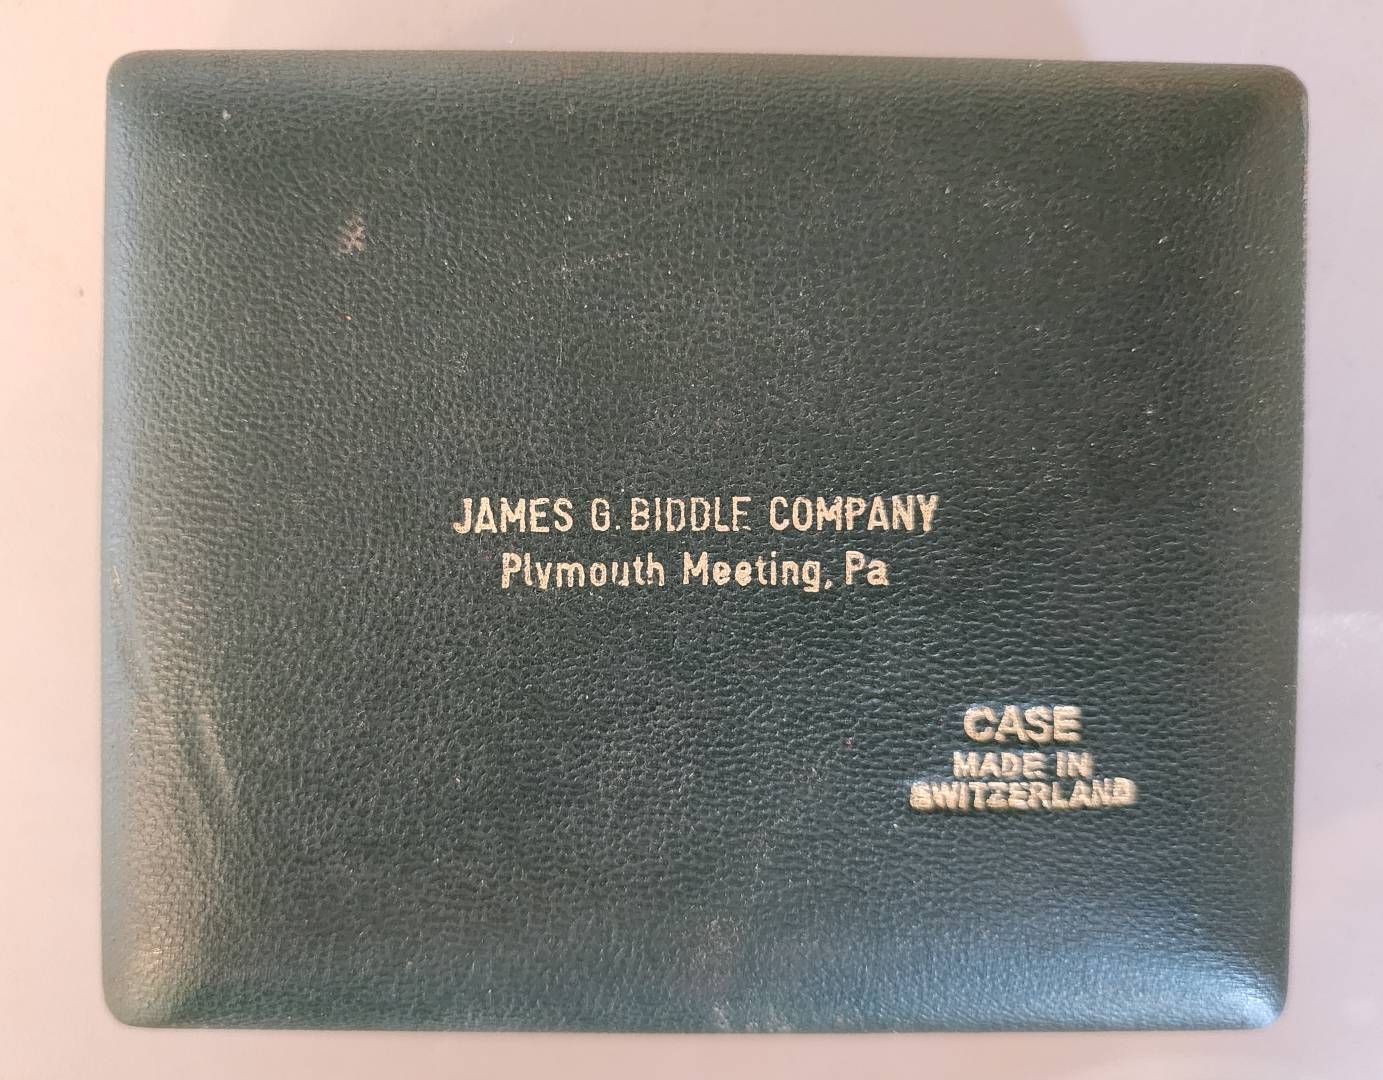 JAMES G. BIDDLE COMPANY
Plymouth Meeting, Pa
CASE
MADE IN
SWITZERLAND